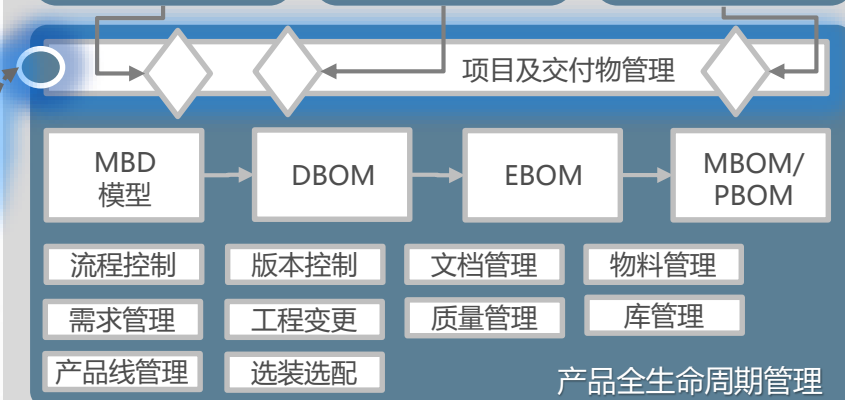 项目及交付物管理
MBD
模型
DBOM
EBOM
MBOM/
PBOM
流程控制
版本控制
文档管理
物料管理
需求管理
工程变更
质量管理
库管理
产品线管理
选装选配
产品全生命周期管理